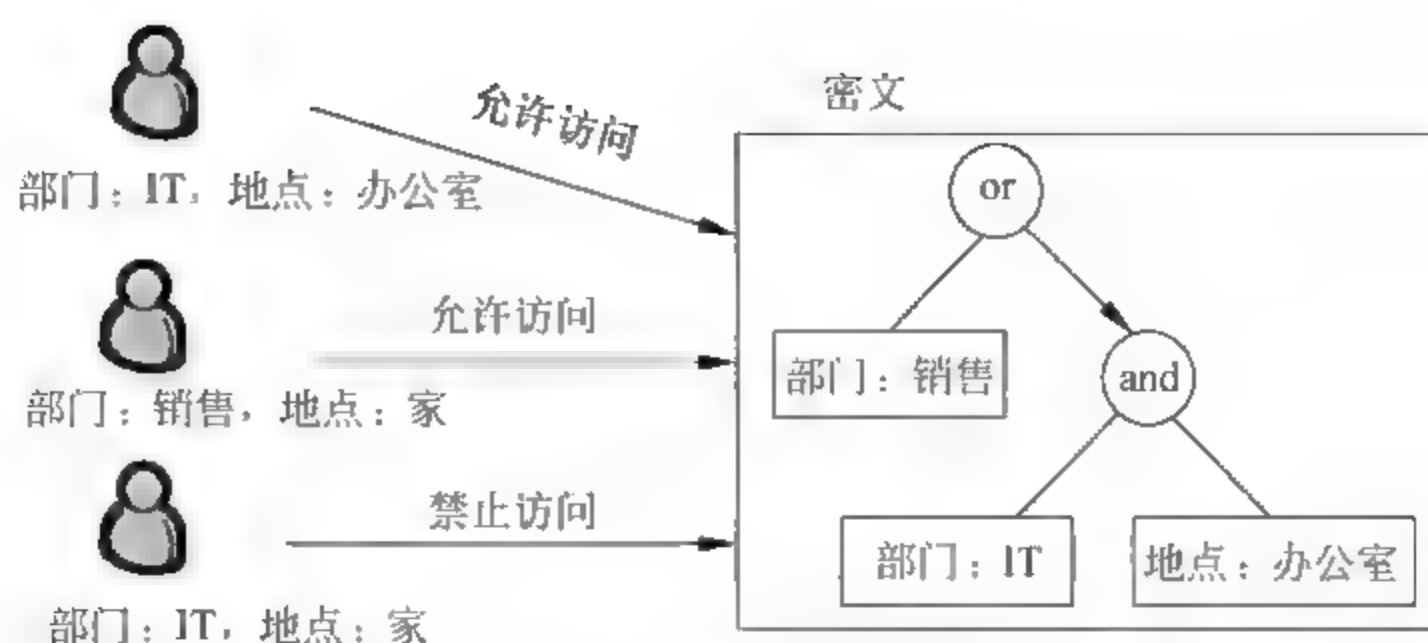 允许访问
密文
or
部门：IT，地点：办公室
允许访问
部门：销售
and
部门：销售，地点：家
禁止访问
部门：IT
地点：办公室
部门：IT，地点：家